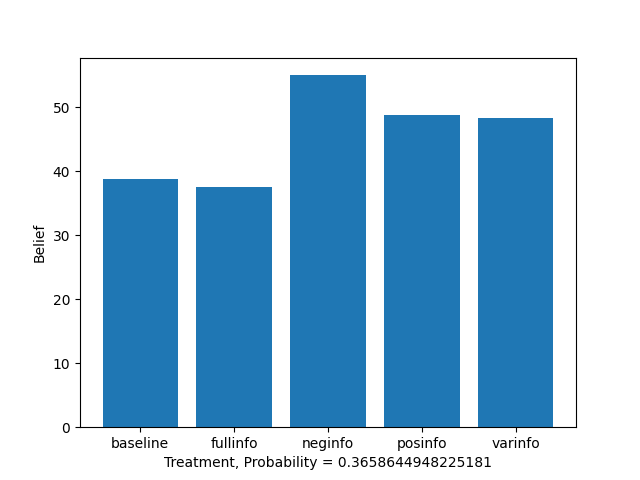 50
40
30
20
10
0
Belief
baseline fullinfo neginfo posinfo varinfo
Treatment, Probability = 0.3658644948225181